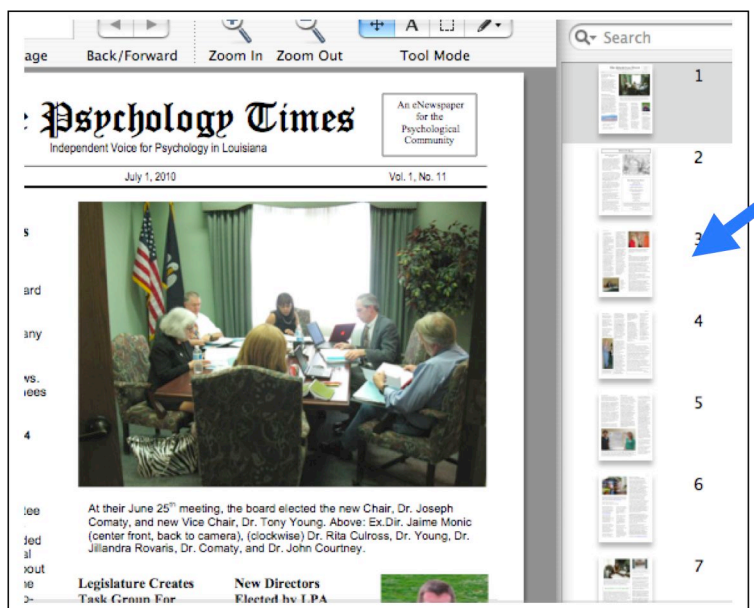 age Back/Forward Zoom In Zoom Out Tool Mode
A
Search
Psychology Times
Independent Voice for Psychology in Louisiana
An eNewspaper
for the
Psychological
Community
July 1, 2010 Vol. 1, No. 11
At their June 25th meeting, the board elected the new Chair, Dr. Joseph
Comaty, and new Vice Chair, Dr. Tony Young. Above: Ex.Dir. Jaime Monic
(center front, back to camera), (clockwise) Dr. Rita Culross, Dr. Young, Dr.
Jillandra Rovaris, Dr. Comaty, and Dr. John Courtney.
Legislature Creates
Task Group For
New Directors
Elected by LPA
1
2
3
4
5
6
7